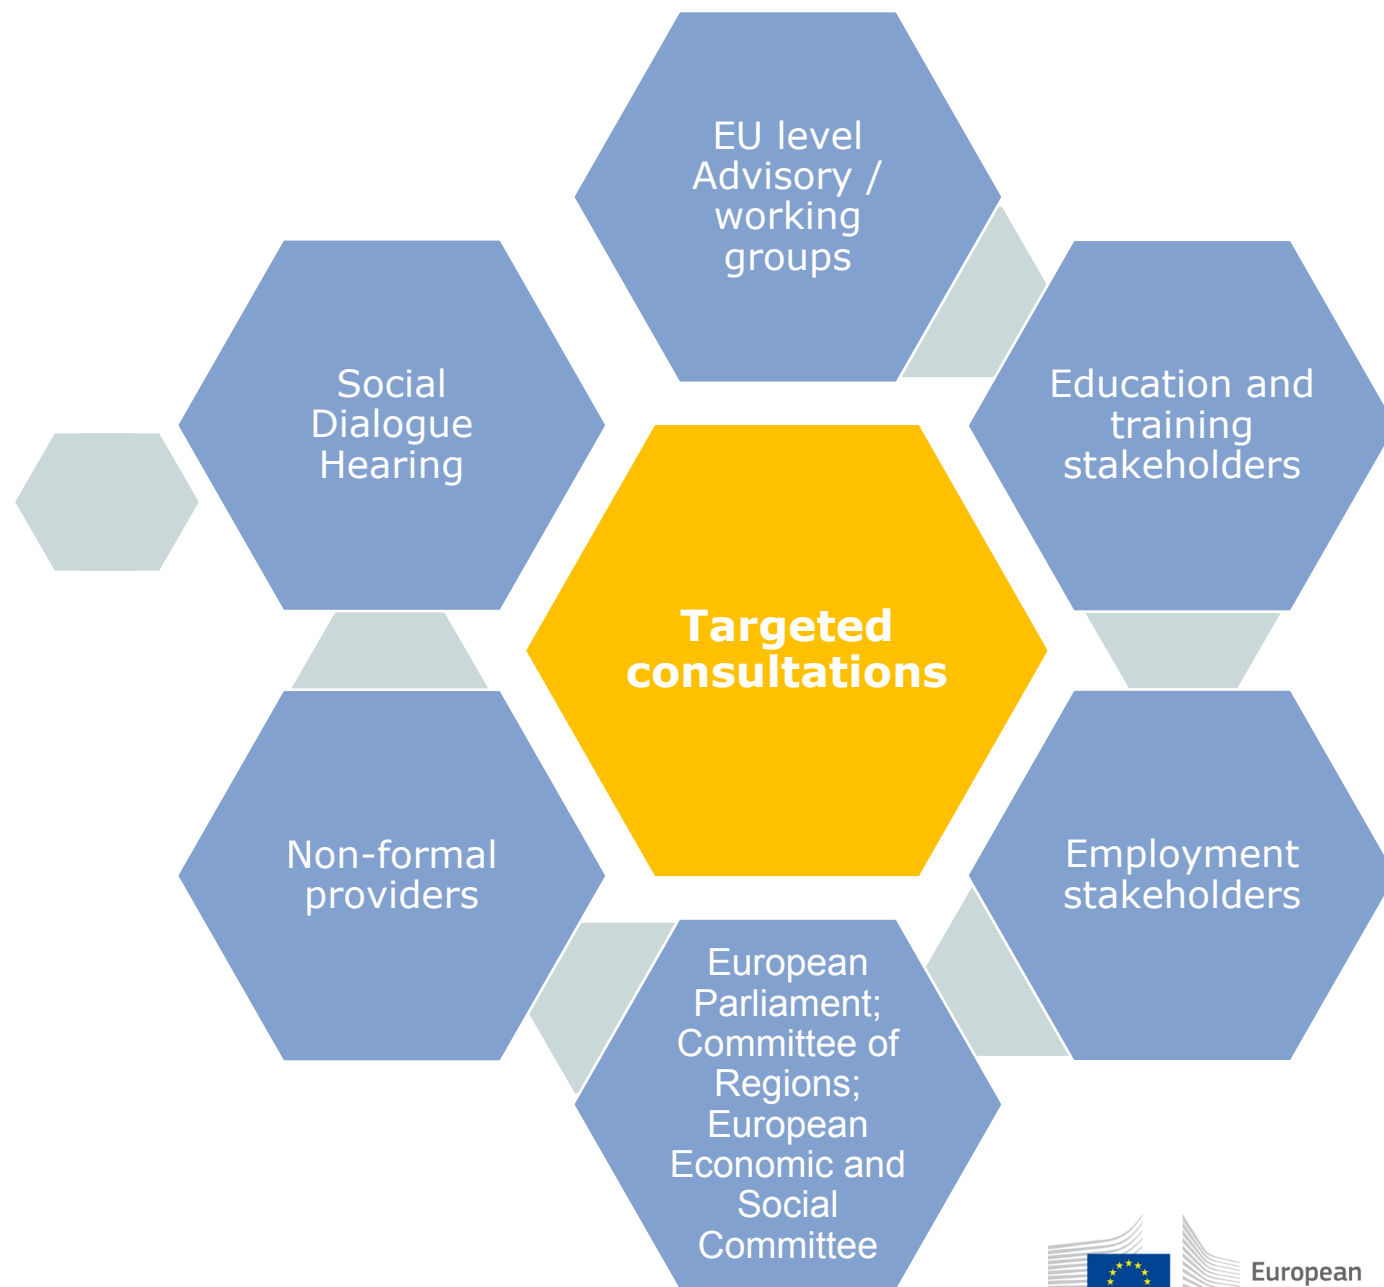 EU level
Advisory /
working
groups
Social
Dialogue
Hearing
Education and
training
stakeholders
Targeted
consultations
Non-formal
providers
Employment
stakeholders
European
Parliament;
Committee of
Regions;
European
Economic and
Social
Committee
European